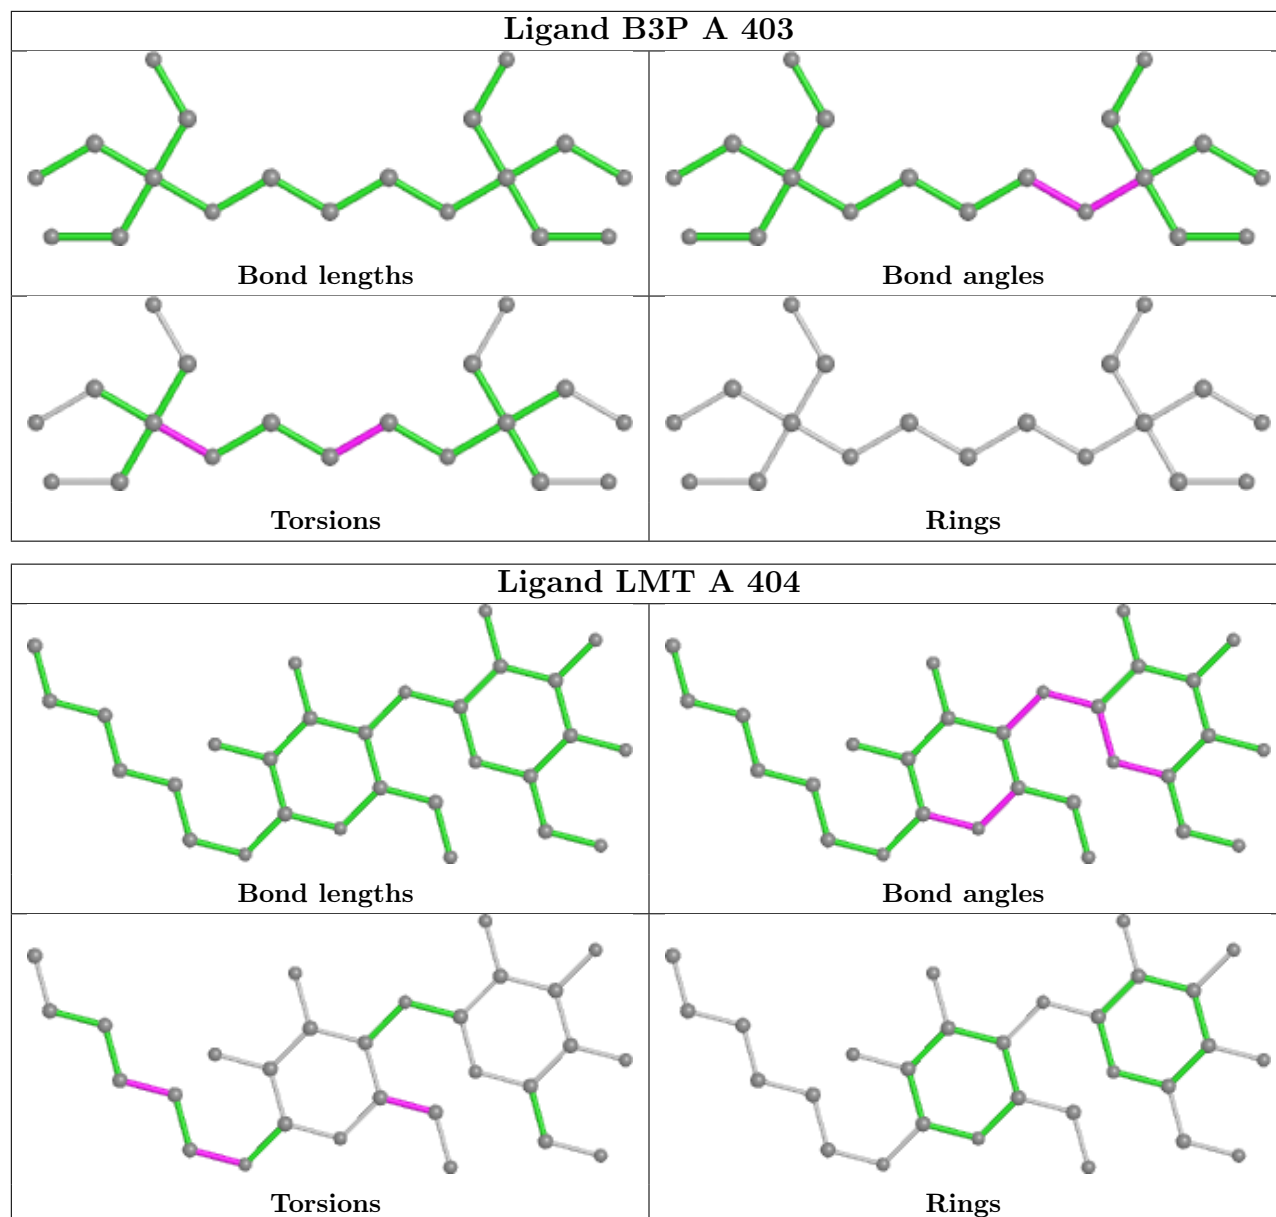 Ligand B3P A 403
Bond lengths
Bond angles
Torsions
Rings
Ligand LMT A 404
Bond lengths
Bond angles
Torsions
Rings